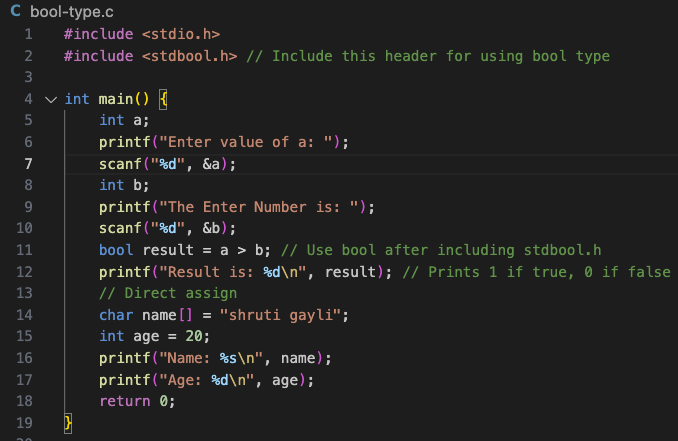 C bool-type.c
1 #include <stdio.h>
2 #include <stdbool.h> // Include this header for using bool type
3
4 int main() {
5 int a;
6 printf("Enter value of a: ");
7 scanf("%d", &a);
8 int b;
9 printf("The Enter Number is: ");
10 scanf("%d", &b);
11 bool result = a > b; // Use bool after including stdbool.h
12 printf("Result is: %d\n", result); // Prints 1 if true, 0 if false
13 // Direct assign
14 char name[] = "shruti gayli";
15 int age = 20;
16 printf("Name: %s\n", name);
17 printf("Age: %d\n", age);
18 return 0;
19 }